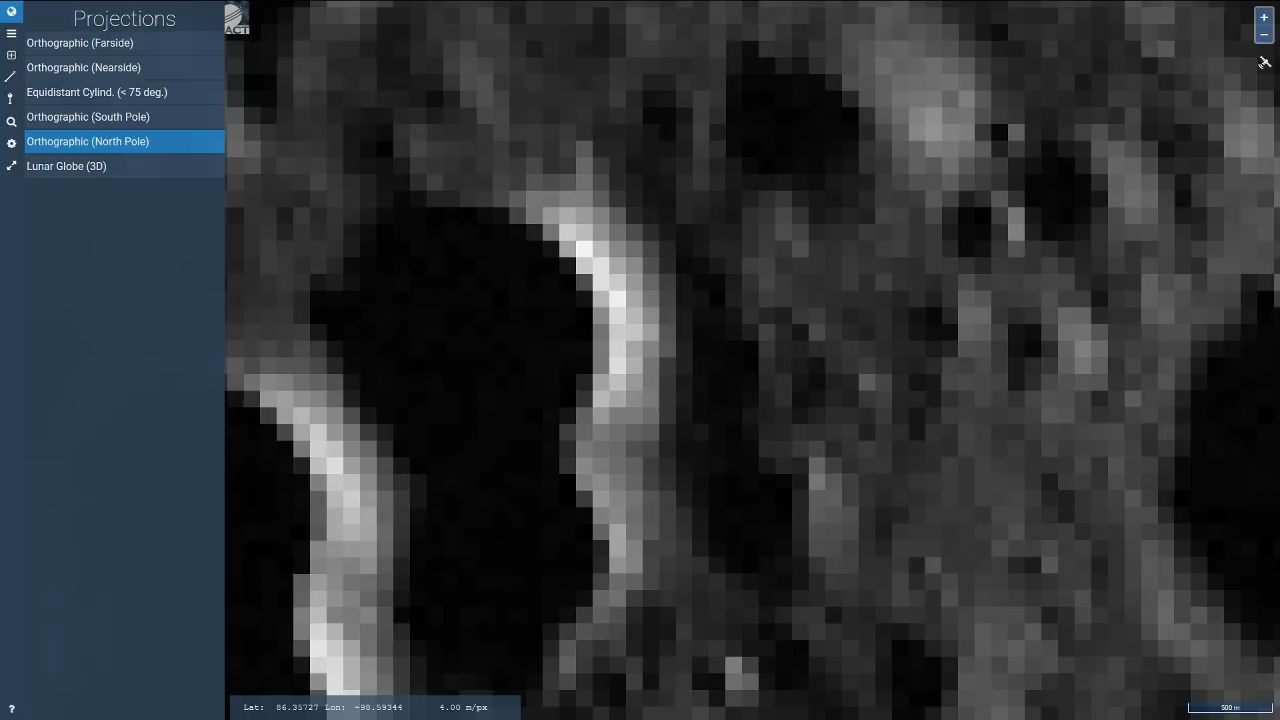 Projections
ACT
Orthographic (Farside)
Orthographic (Nearside)
Equidistant Cylind. (< 75 deg.)
Orthographic (South Pole)
Orthographic (North Pole)
Lunar Globe (3D)
+
−
?
Lat: 86.35727 Lon: -98.59344 4.00 m/px
500 m